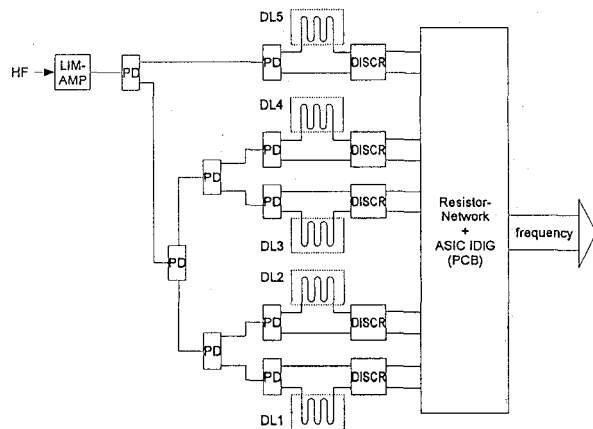 DL5
HF
LIM-
AMP
PD
PD
DISCR
DL4
PD
PD
DISCR
PD
DISCR
DL3
PD
DL2
PD
PD
DISCR
PD
DISCR
DL1
Resistor-
Network
+
ASIC IDIG
(PCB)
frequency